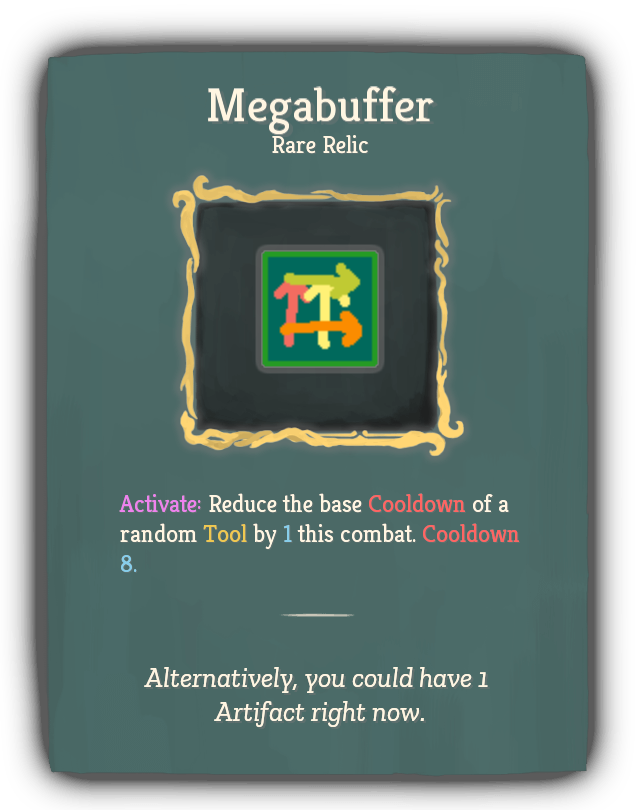 Megabuffer
Rare Relic
Activate: Reduce the base Cooldown of a
random Tool by 1 this combat. Cooldown
8.
Alternatively, you could have 1
Artifact right now.